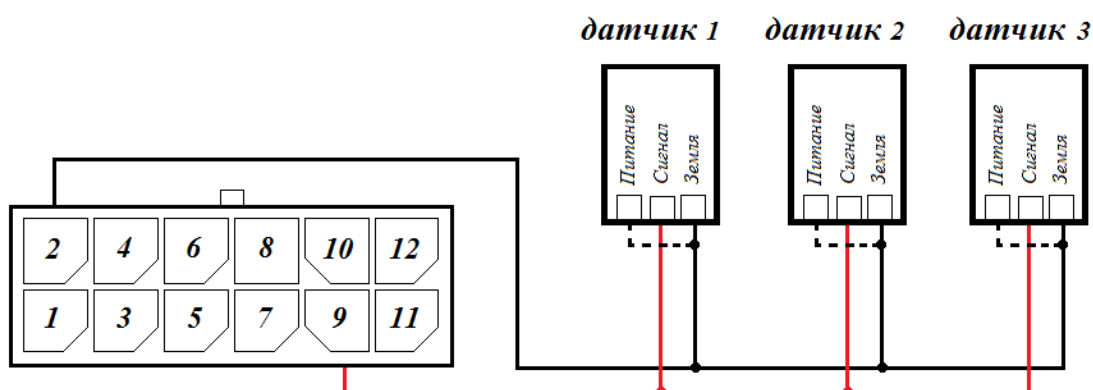 датчик 1 датчик 2 датчик 3
Питание Сигнал Земля Питание Сигнал Земля Питание Сигнал Земля
2 4 6 8 10 12
1 3 5 7 9 11